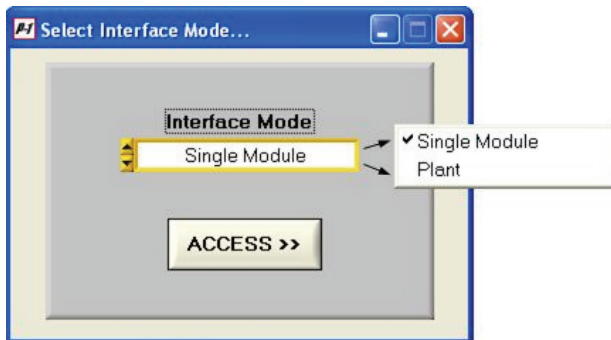 Select Interface Mode...
Interface Mode
Single Module
Single Module
Plant
ACCESS >>